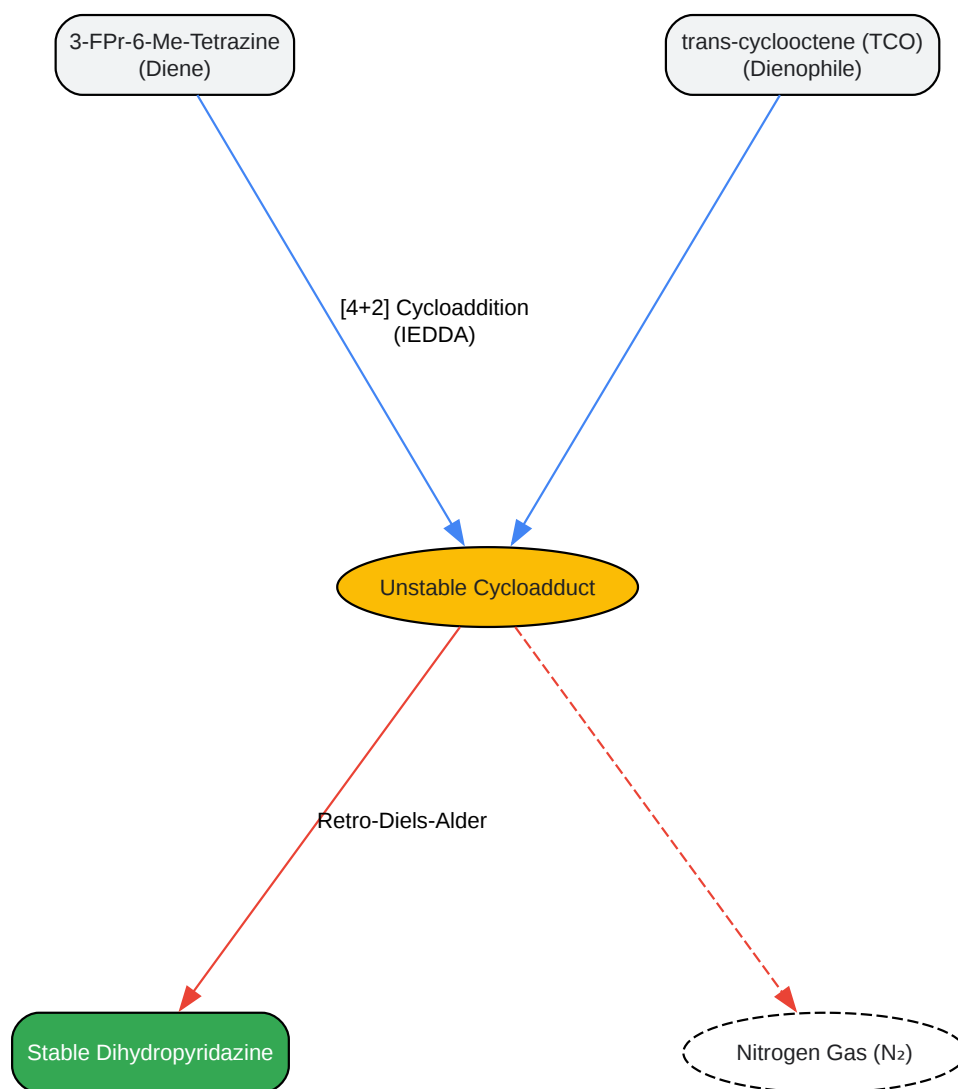 3-FPr-6-Me-Tetrazine
(Diene)
trans-cyclooctene (TCO)
(Dienophile)
[4+2] Cycloaddition
(IEDDA)
Unstable Cycloadduct
Retro-Diels-Alder
Stable Dihydropyridazine
Nitrogen Gas (N₂)